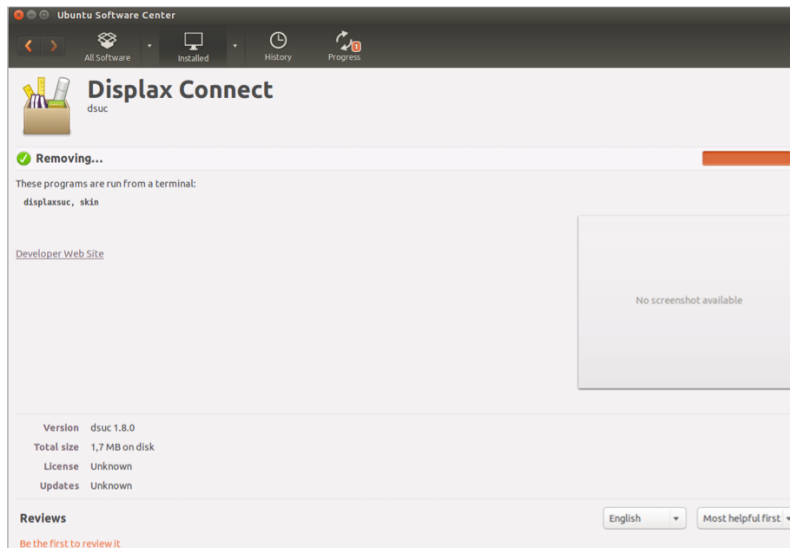 Ubuntu Software Center
All Software
Installed
History
1
Progress
Displax Connect
dsuc
Removing...
These programs are run from a terminal:
displaxsuc, skin
Developer Web Site
No screenshot available
Version dsuc 1.8.0
Total size 1,7 MB on disk
License Unknown
Updates Unknown
Reviews
English
Most helpful first
Be the first to review it